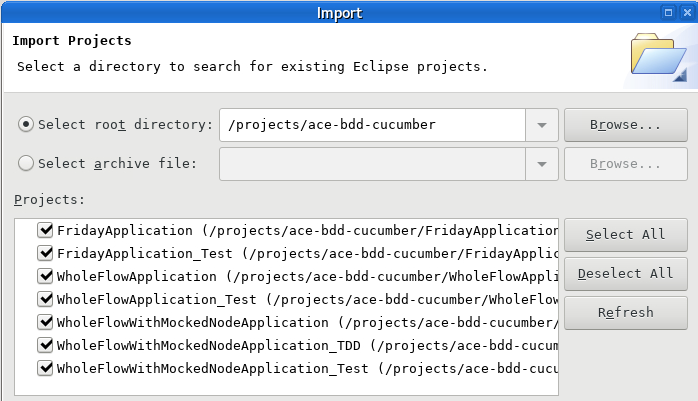 Import
Import Projects
Select a directory to search for existing Eclipse projects.
Select root directory: /projects/ace-bdd-cucumber Browse...
Select archive file: Browse...
Projects:
FridayApplication (/projects/ace-bdd-cucumber/FridayApplication
FridayApplication_Test (/projects/ace-bdd-cucumber/FridayApplic
WholeFlowApplication (/projects/ace-bdd-cucumber/WholeFlowAppli
WholeFlowApplication_Test (/projects/ace-bdd-cucumber/WholeFlow
WholeFlowWithMockedNodeApplication (/projects/ace-bdd-cucumber/
WholeFlowWithMockedNodeApplication_TDD (/projects/ace-bdd-cucum
WholeFlowWithMockedNodeApplication_Test (/projects/ace-bdd-cucu
Select All
Deselect All
Refresh